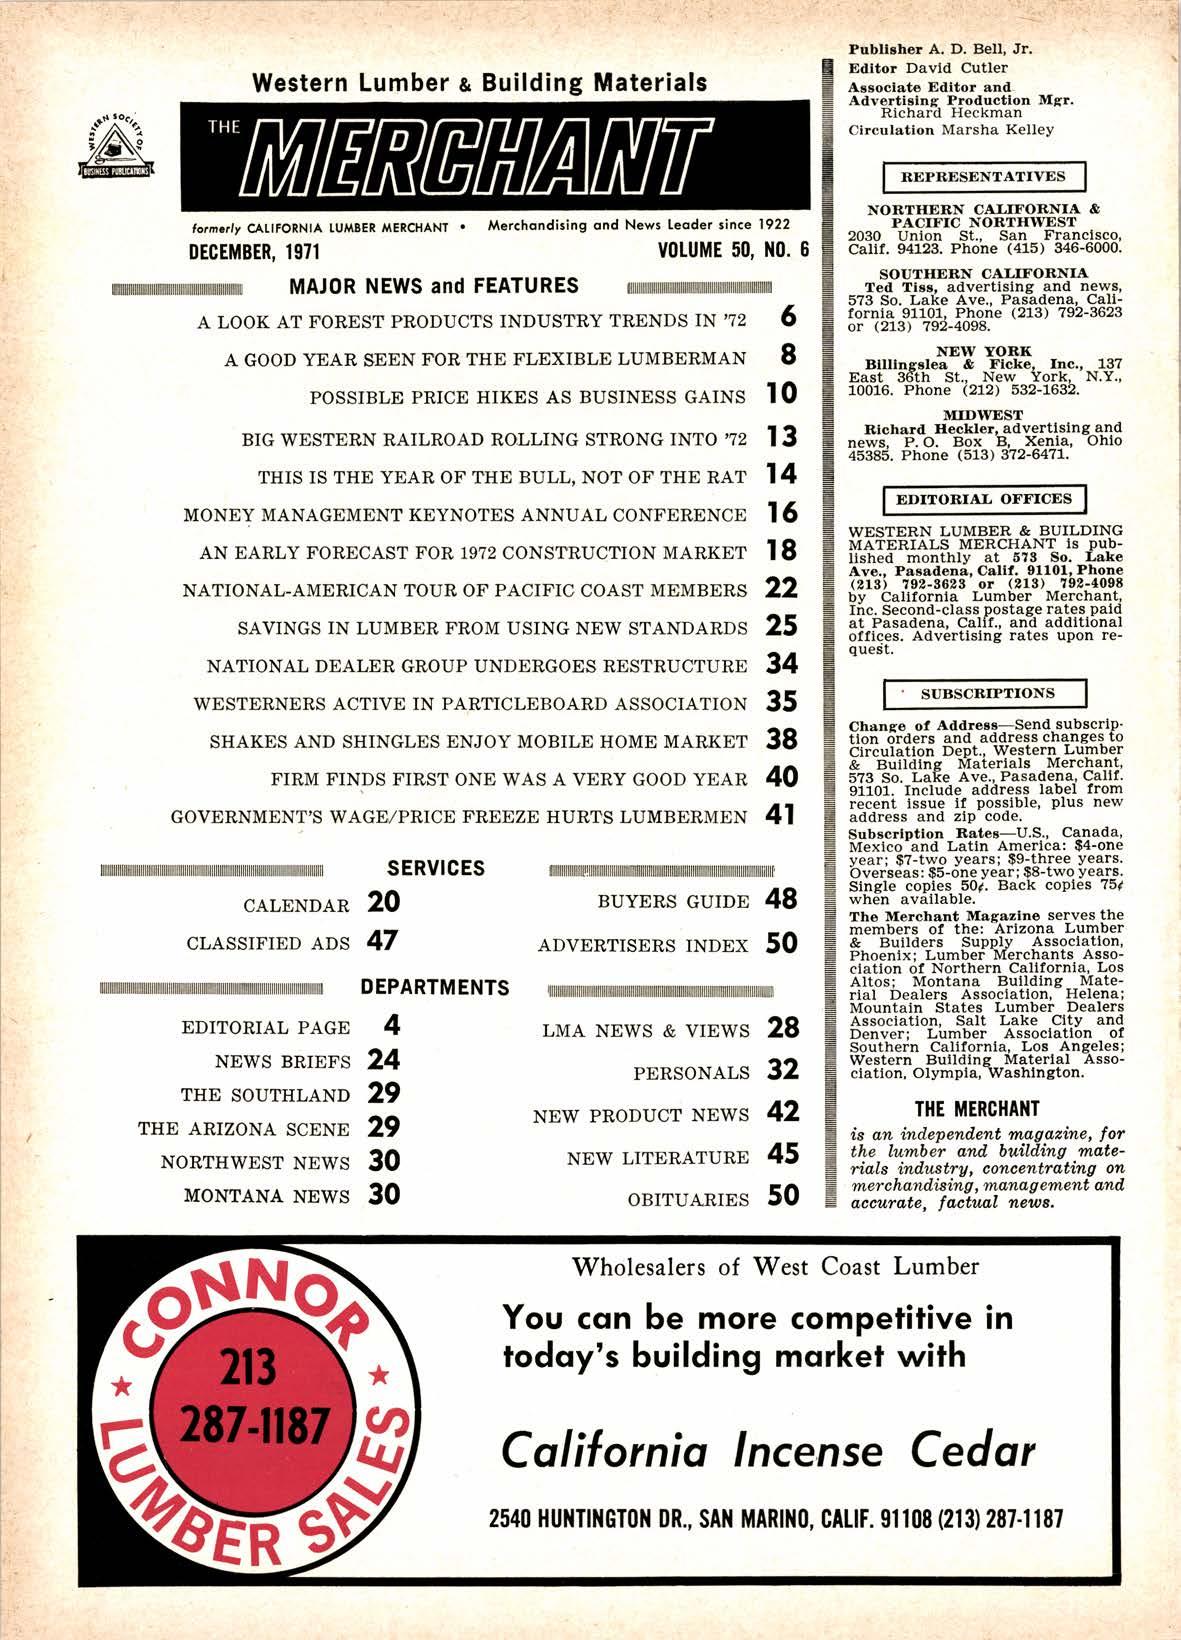 Western Lumber & Building Materials
WESTERN SOCIETY OF
BUSINESS PUBLICATIONS
THE MERCHANT
formerly CALIFORNIA LUMBER MERCHANT • Merchandising and News Leader since 1922
DECEMBER, 1971 VOLUME 50, NO. 6
MAJOR NEWS and FEATURES
A LOOK AT FOREST PRODUCTS INDUSTRY TRENDS IN '72 6
A GOOD YEAR SEEN FOR THE FLEXIBLE LUMBERMAN 8
POSSIBLE PRICE HIKES AS BUSINESS GAINS 10
BIG WESTERN RAILROAD ROLLING STRONG INTO '72 13
THIS IS THE YEAR OF THE BULL, NOT OF THE RAT 14
MONEY MANAGEMENT KEYNOTES ANNUAL CONFERENCE 16
AN EARLY FORECAST FOR 1972 CONSTRUCTION MARKET 18
NATIONAL-AMERICAN TOUR OF PACIFIC COAST MEMBERS 22
SAVINGS IN LUMBER FROM USING NEW STANDARDS 25
NATIONAL DEALER GROUP UNDERGOES RESTRUCTURE 34
WESTERNERS ACTIVE IN PARTICLEBOARD ASSOCIATION 35
SHAKES AND SHINGLES ENJOY MOBILE HOME MARKET 38
FIRM FINDS FIRST ONE WAS A VERY GOOD YEAR 40
GOVERNMENT'S WAGE/PRICE FREEZE HURTS LUMBERMEN 41
SERVICES
CALENDAR 20
CLASSIFIED ADS 47
BUYERS GUIDE 48
ADVERTISERS INDEX 50
DEPARTMENTS
EDITORIAL PAGE 4
NEWS BRIEFS 24
THE SOUTHLAND 29
THE ARIZONA SCENE 29
NORTHWEST NEWS 30
MONTANA NEWS 30
LMA NEWS & VIEWS 28
PERSONALS 32
NEW PRODUCT NEWS 42
NEW LITERATURE 45
OBITUARIES 50
Publisher A. D. Bell, Jr.
Editor David Cutler
Associate Editor and
Advertising Production Mgr.
Richard Heckman
Circulation Marsha Kelley
REPRESENTATIVES
NORTHERN CALIFORNIA &
PACIFIC NORTHWEST
2030 Union St., San Francisco,
Calif. 94123. Phone (415) 346-6000.
SOUTHERN CALIFORNIA
Ted Tiss, advertising and news,
573 So. Lake Ave., Pasadena, Cali-
fornia 91101, Phone (213) 792-3623
or (213) 792-4098.
NEW YORK
Billingslea & Ficke, Inc., 137
East 36th St., New York, N.Y.,
10016. Phone (212) 532-1632.
MIDWEST
Richard Heckler, advertising and
news, P. O. Box B, Xenia, Ohio
45385. Phone (513) 372-6471.
EDITORIAL OFFICES
WESTERN LUMBER & BUILDING
MATERIALS MERCHANT is pub-
lished monthly at 573 So. Lake
Ave., Pasadena, Calif. 91101, Phone
(213) 792-3623 or (213) 792-4098
by California Lumber Merchant,
Inc. Second-class postage rates paid
at Pasadena, Calif., and additional
offices. Advertising rates upon re-
quest.
SUBSCRIPTIONS
Change of Address—Send subscrip-
tion orders and address changes to
Circulation Dept., Western Lumber
& Building Materials Merchant,
573 So. Lake Ave., Pasadena, Calif.
91101. Include address label from
recent issue if possible, plus new
address and zip code.
Subscription Rates—U.S., Canada,
Mexico and Latin America: $4-one
year; $7-two years; $9-three years.
Overseas: $5-one year; $8-two years.
Single copies 50¢. Back copies 75¢
when available.
The Merchant Magazine serves the
members of the: Arizona Lumber
& Builders Supply Association,
Phoenix; Lumber Merchants Asso-
ciation of Northern California, Los
Altos; Montana Building Mate-
rial Dealers Association, Helena;
Mountain States Lumber Dealers
Association, Salt Lake City and
Denver; Lumber Association of
Southern California, Los Angeles;
Western Building Material Asso-
ciation, Olympia, Washington.
THE MERCHANT
is an independent magazine, for
the lumber and building mate-
rials industry, concentrating on
merchandising, management and
accurate, factual news.
CONNOR
LUMBER SALES
213
287-1187
Wholesalers of West Coast Lumber
You can be more competitive in
today's building market with
California Incense Cedar
2540 HUNTINGTON DR., SAN MARINO, CALIF. 91108 (213) 287-1187